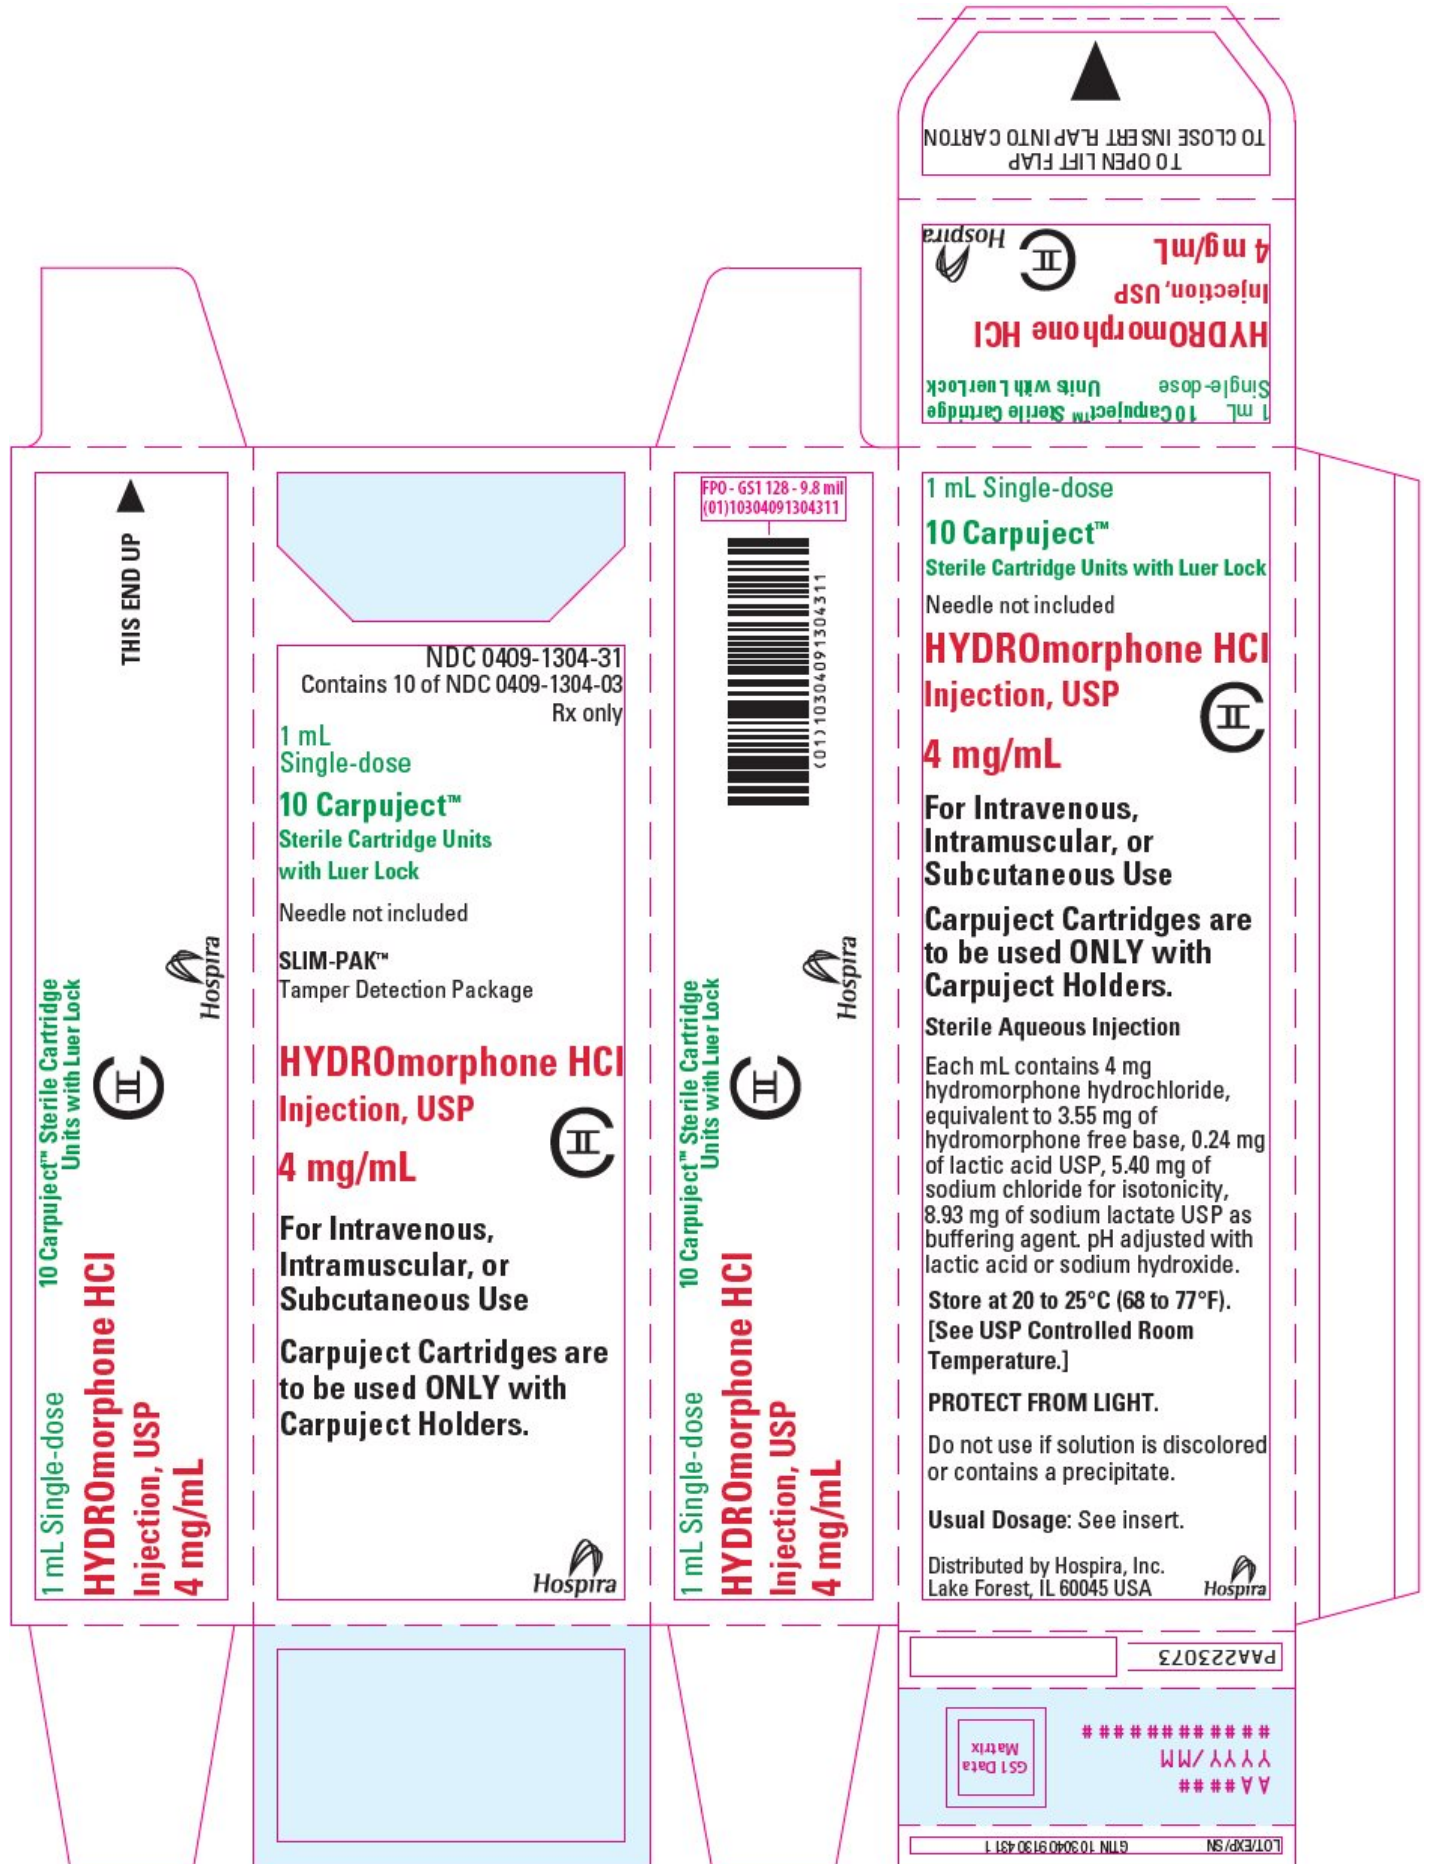 TO OPEN LIFT FLAP
TO CLOSE INSERT FLAP INTO CARTON
1 mL
Single-dose
10 Carpuject™ Sterile Cartridge
Units with Luer Lock
HYDROmorphone HCl
Injection, USP
4 mg/mL
CII
Hospira
THIS END UP
1 mL Single-dose
10 Carpuject™ Sterile Cartridge
Units with Luer Lock
HYDROmorphone HCl
Injection, USP
4 mg/mL
CII
Hospira
NDC 0409-1304-31
Contains 10 of NDC 0409-1304-03
Rx only
1 mL
Single-dose
10 Carpuject™
Sterile Cartridge Units
with Luer Lock
Needle not included
SLIM-PAK™
Tamper Detection Package
HYDROmorphone HCl
Injection, USP
CII
4 mg/mL
For Intravenous,
Intramuscular, or
Subcutaneous Use
Carpuject Cartridges are
to be used ONLY with
Carpuject Holders.
Hospira
FPO - GS1 128 - 9.8 mil
(01)10304091304311
(01)10304091304311
1 mL Single-dose
10 Carpuject™ Sterile Cartridge
Units with Luer Lock
HYDROmorphone HCl
Injection, USP
4 mg/mL
CII
Hospira
1 mL Single-dose
10 Carpuject™
Sterile Cartridge Units with Luer Lock
Needle not included
HYDROmorphone HCl
Injection, USP
CII
4 mg/mL
For Intravenous,
Intramuscular, or
Subcutaneous Use
Carpuject Cartridges are
to be used ONLY with
Carpuject Holders.
Sterile Aqueous Injection
Each mL contains 4 mg
hydromorphone hydrochloride,
equivalent to 3.55 mg of
hydromorphone free base, 0.24 mg
of lactic acid USP, 5.40 mg of
sodium chloride for isotonicity,
8.93 mg of sodium lactate USP as
buffering agent. pH adjusted with
lactic acid or sodium hydroxide.
Store at 20 to 25°C (68 to 77°F).
[See USP Controlled Room
Temperature.]
PROTECT FROM LIGHT.
Do not use if solution is discolored
or contains a precipitate.
Usual Dosage: See insert.
Distributed by Hospira, Inc.
Lake Forest, IL 60045 USA
Hospira
PAA223073
LOT/EXP/SN GTIN 10304091304311
AA####
YYYY/MM
############
GS1 Data
Matrix